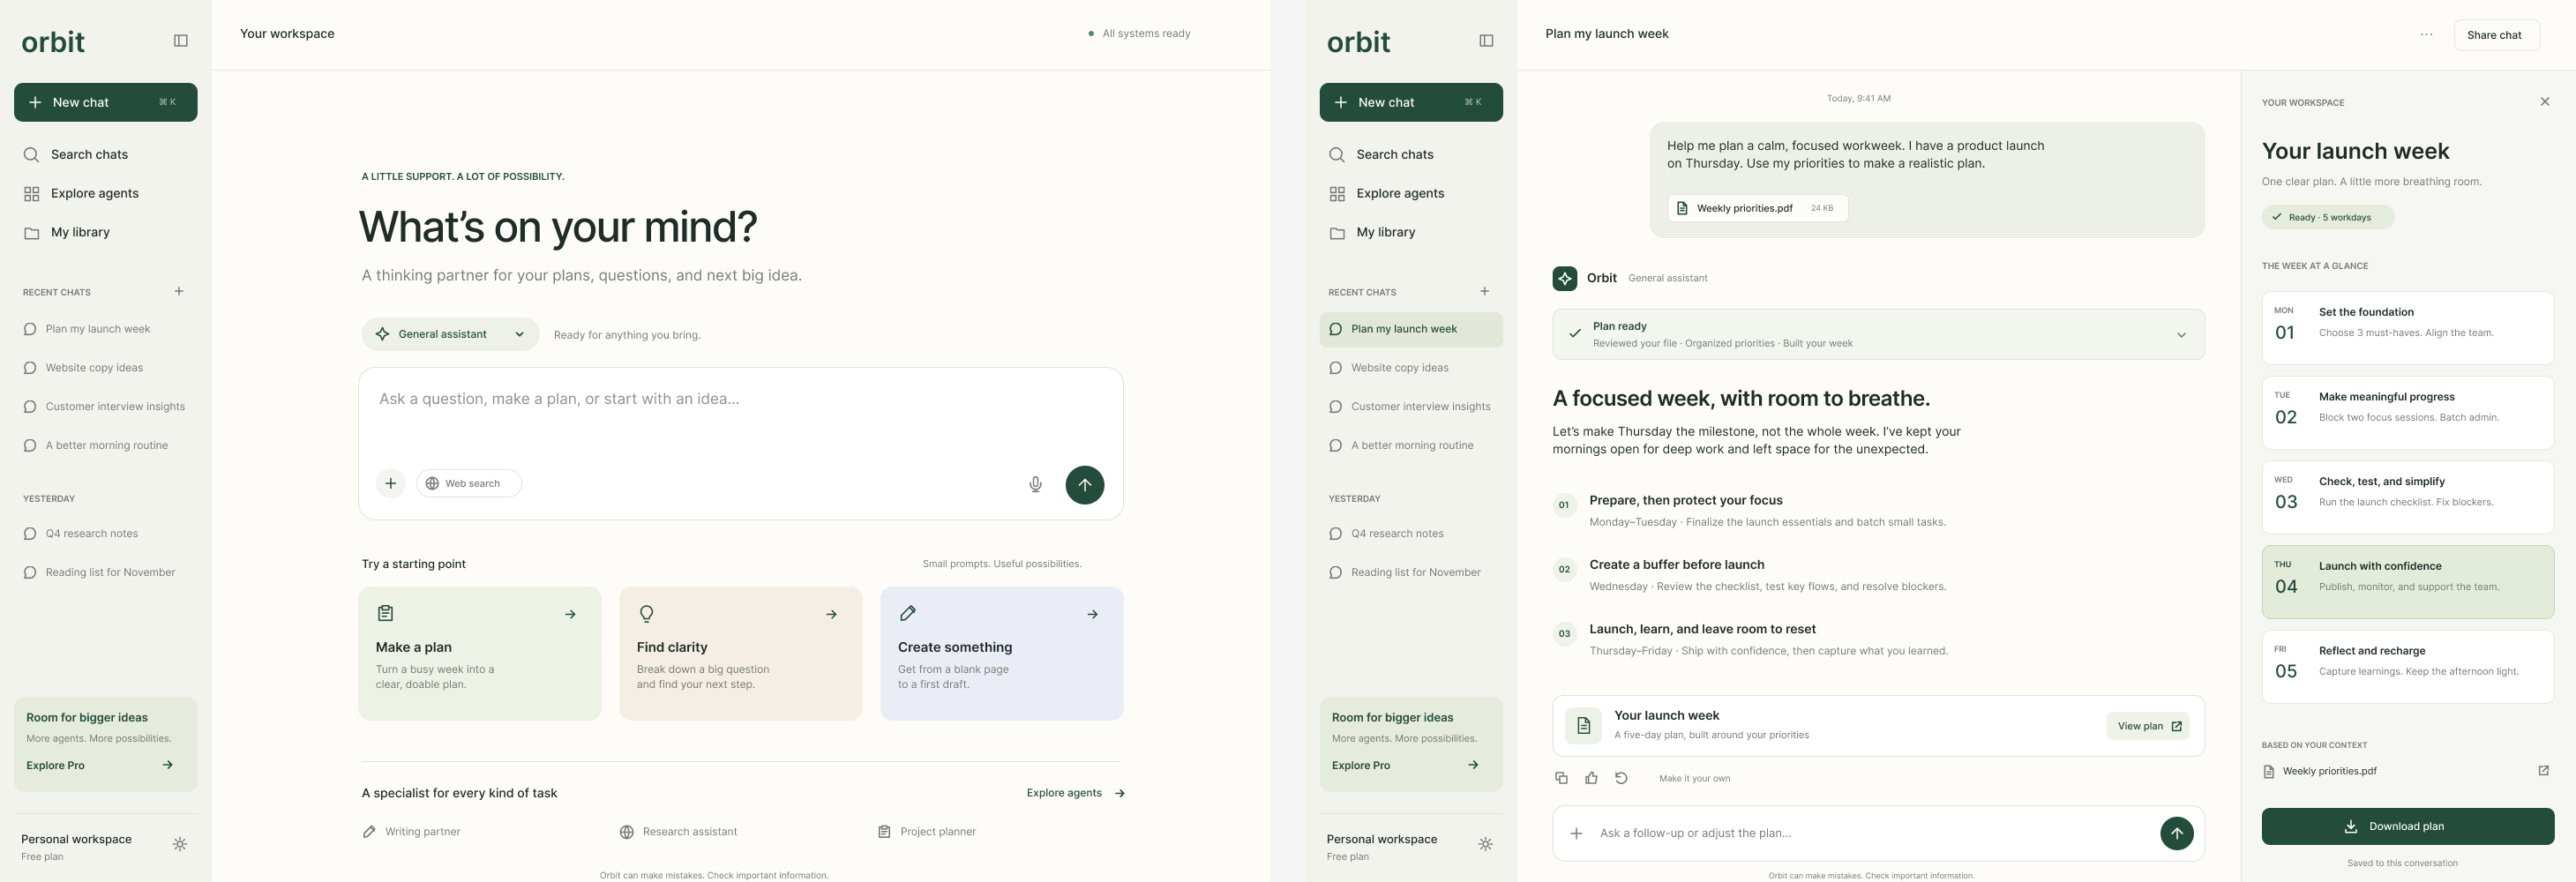 orbit
New chat
⌘ K
Search chats
Explore agents
My library
RECENT CHATS
Plan my launch week
Website copy ideas
Customer interview insights
A better morning routine
YESTERDAY
Q4 research notes
Reading list for November
Room for bigger ideas
More agents. More possibilities.
Explore Pro
Personal workspace
Free plan
Your workspace
All systems ready
A LITTLE SUPPORT. A LOT OF POSSIBILITY.
What’s on your mind?
A thinking partner for your plans, questions, and next big idea.
General assistant
Ready for anything you bring.
Ask a question, make a plan, or start with an idea...
Web search
Try a starting point
Small prompts. Useful possibilities.
Make a plan
Turn a busy week into a
clear, doable plan.
Find clarity
Break down a big question
and find your next step.
Create something
Get from a blank page
to a first draft.
A specialist for every kind of task
Explore agents
Writing partner
Research assistant
Project planner
Orbit can make mistakes. Check important information.
orbit
New chat
⌘ K
Search chats
Explore agents
My library
RECENT CHATS
Plan my launch week
Website copy ideas
Customer interview insights
A better morning routine
YESTERDAY
Q4 research notes
Reading list for November
Room for bigger ideas
More agents. More possibilities.
Explore Pro
Personal workspace
Free plan
Plan my launch week
Share chat
Today, 9:41 AM
Help me plan a calm, focused workweek. I have a product launch
on Thursday. Use my priorities to make a realistic plan.
Weekly priorities.pdf
24 KB
Orbit
General assistant
Plan ready
Reviewed your file · Organized priorities · Built your week
A focused week, with room to breathe.
Let’s make Thursday the milestone, not the whole week. I’ve kept your
mornings open for deep work and left space for the unexpected.
01
Prepare, then protect your focus
Monday–Tuesday · Finalize the launch essentials and batch small tasks.
02
Create a buffer before launch
Wednesday · Review the checklist, test key flows, and resolve blockers.
03
Launch, learn, and leave room to reset
Thursday–Friday · Ship with confidence, then capture what you learned.
Your launch week
A five-day plan, built around your priorities
View plan
Make it your own
Ask a follow-up or adjust the plan...
Orbit can make mistakes. Check important information.
YOUR WORKSPACE
Your launch week
One clear plan. A little more breathing room.
Ready · 5 workdays
THE WEEK AT A GLANCE
MON
01
Set the foundation
Choose 3 must-haves. Align the team.
TUE
02
Make meaningful progress
Block two focus sessions. Batch admin.
WED
03
Check, test, and simplify
Run the launch checklist. Fix blockers.
THU
04
Launch with confidence
Publish, monitor, and support the team.
FRI
05
Reflect and recharge
Capture learnings. Keep the afternoon light.
BASED ON YOUR CONTEXT
Weekly priorities.pdf
Download plan
Saved to this conversation